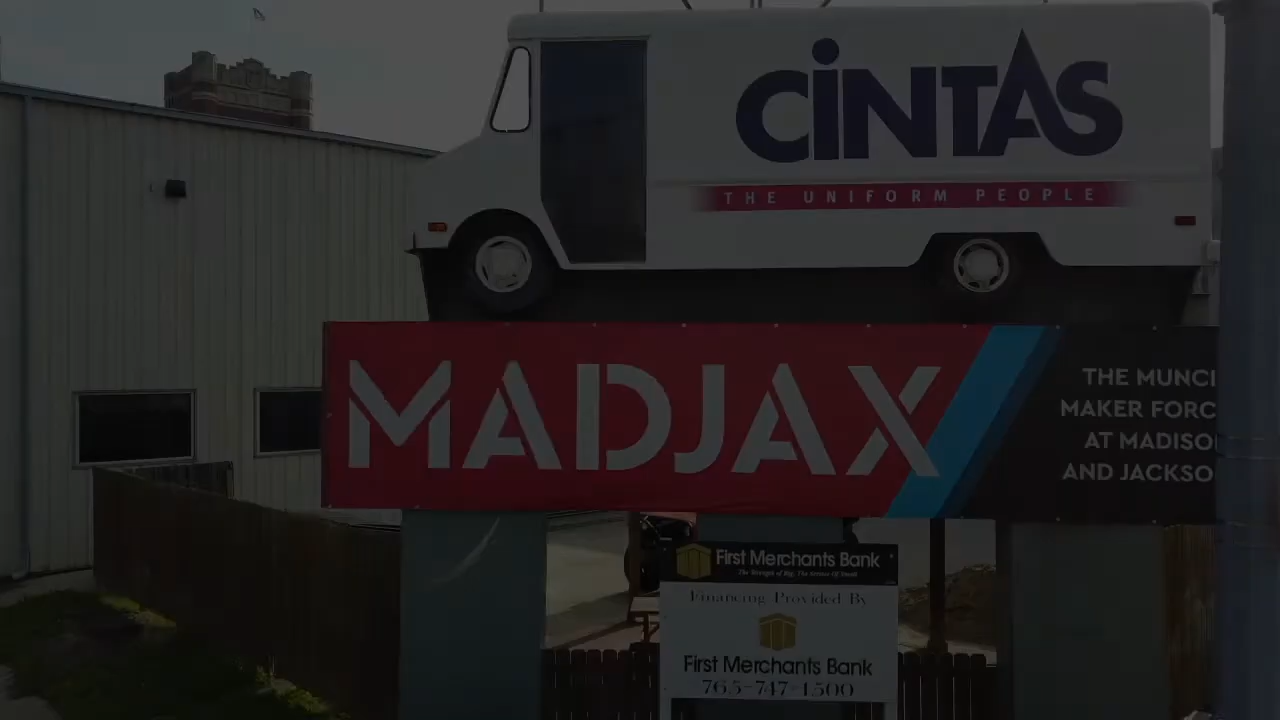 CiNTAS
THE UNIFORM PEOPLE
MADJAX
THE MUNCI
MAKER FORC
AT MADISO
AND JACKSO
First Merchants Bank
The Strength of Big. The Service Of Small
Financing Provided By
First Merchants Bank
765-747-1500